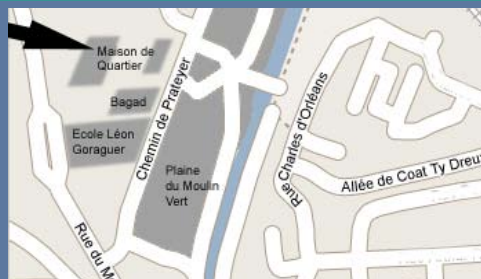 Maison de
Quartier
Bagad
Ecole Léon
Goraguer
Chemin de Prateyer
Plaine
du Moulin
Vert
Rue Charles d'Orléans
Allée de Coat Ty Dreux
Rue du M